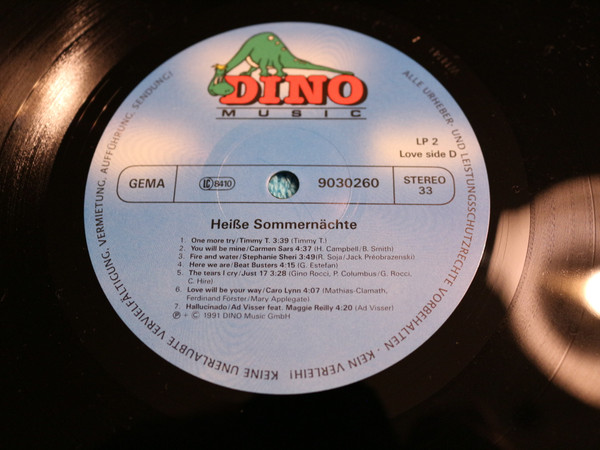 DINO
MUSIC
LP 2
Love side D
GEMA
LC 8410
9030260
STEREO
33
Heiße Sommernächte
1. One more try/Timmy T. 3:39 (Timmy T.)
2. You will be mine/Carmen Sars 4:37 (H. Campbell/B. Smith)
3. Fire and water/Stephanie Sheri 3:49 (R. Soja/Jack Préobrazenski)
4. Here we are/Beat Busters 4:15 (G. Estefan)
5. The tears I cry/Just 17 3:28 (Gino Rocci, P. Columbus/G. Rocci,
C. Hire)
6. Love will be your way/Caro Lynn 4:07 (Mathias-Clamath,
Ferdinand Förster/Mary Applegate)
7. Hallucinado/Ad Visser feat. Maggie Reilly 4:20 (Ad Visser)
℗ + © 1991 DINO Music GmbH
ALLE URHEBER- UND LEISTUNGSSCHUTZRECHTE VORBEHALTEN - KEIN VERLEIH! KEINE UNERLAUBTE VERVIELFÄLTIGUNG, VERMIETUNG, AUFFÜHRUNG, SENDUNG!